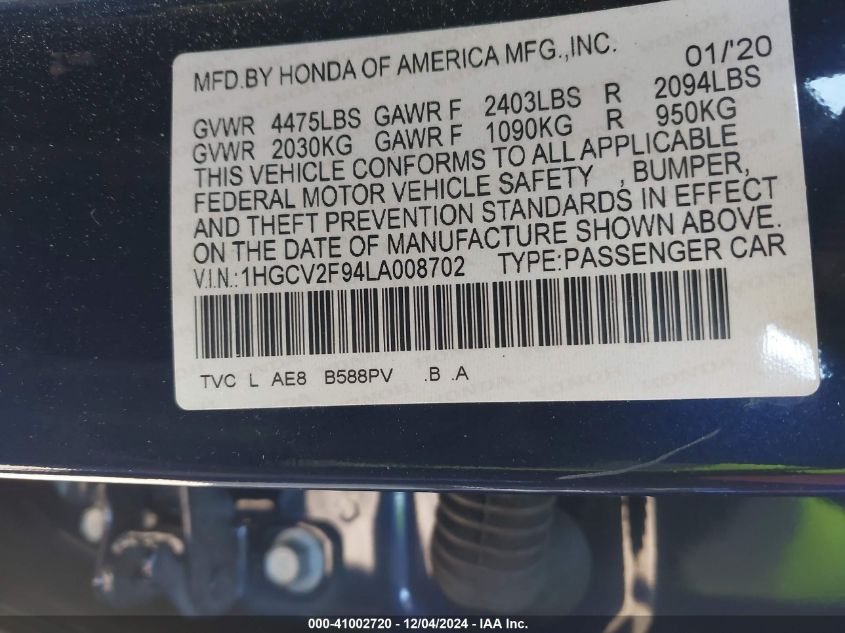 MFD.BY HONDA OF AMERICA MFG.,INC. 01/'20
GVWR 4475LBS GAWR F 2403LBS R 2094LBS
GVWR 2030KG GAWR F 1090KG R 950KG
THIS VEHICLE CONFORMS TO ALL APPLICABLE
FEDERAL MOTOR VEHICLE SAFETY , BUMPER,
AND THEFT PREVENTION STANDARDS IN EFFECT
ON THE DATE OF MANUFACTURE SHOWN ABOVE.
V.I.N.:1HGCV2F94LA008702 TYPE:PASSENGER CAR
TVC L AE8 B588PV .B .A
000-41002720 - 12/04/2024 - IAA Inc.